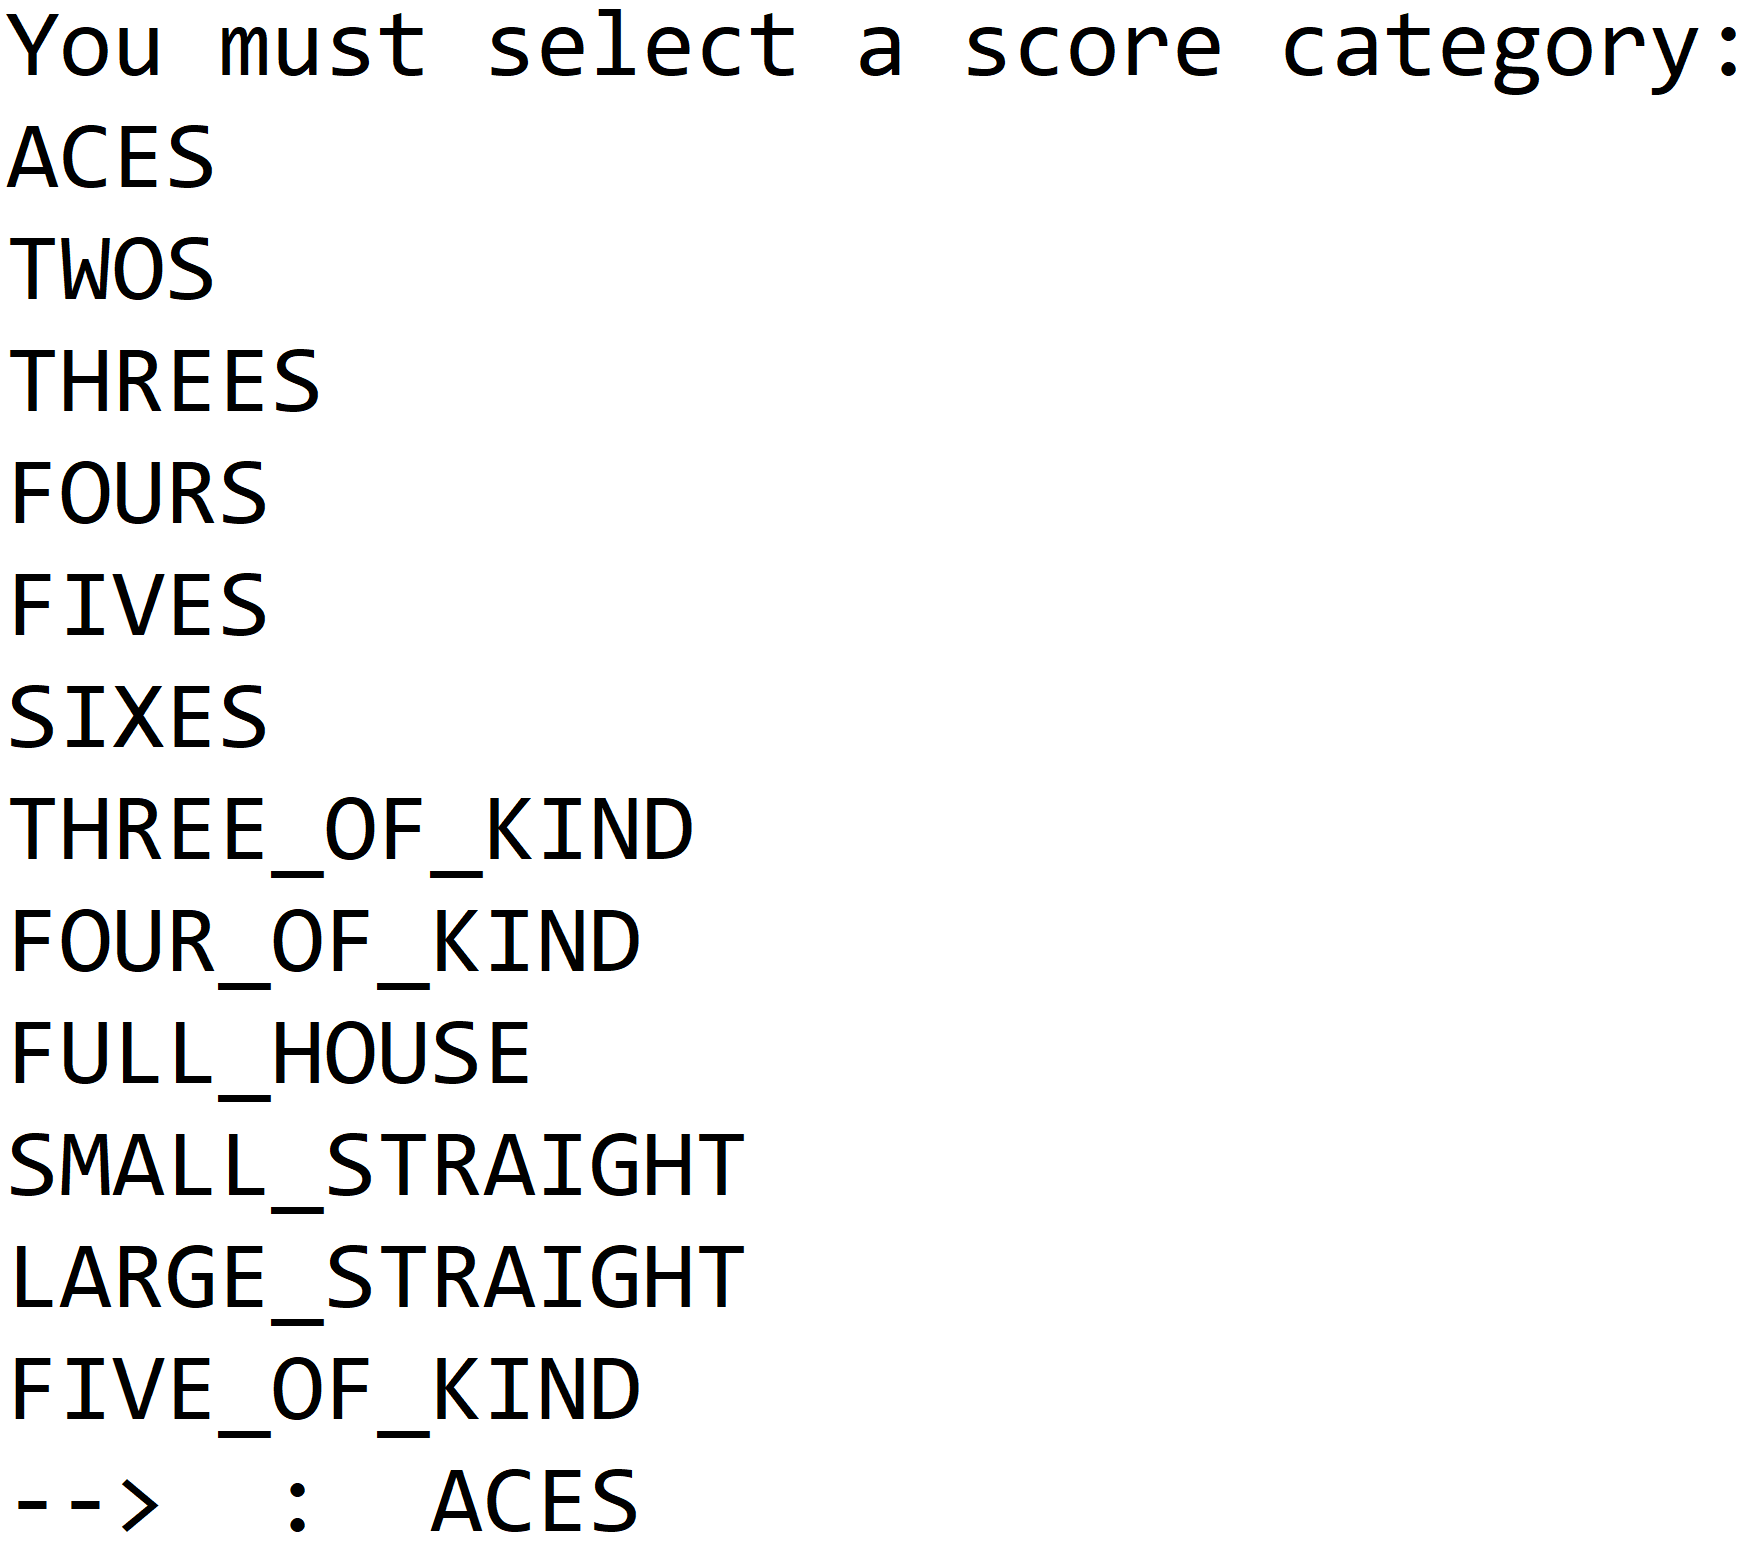 You must select a score category:
ACES
TWOS
THREES
FOURS
FIVES
SIXES
THREE_OF_KIND
FOUR_OF_KIND
FULL_HOUSE
SMALL_STRAIGHT
LARGE_STRAIGHT
FIVE_OF_KIND
-->  :  ACES